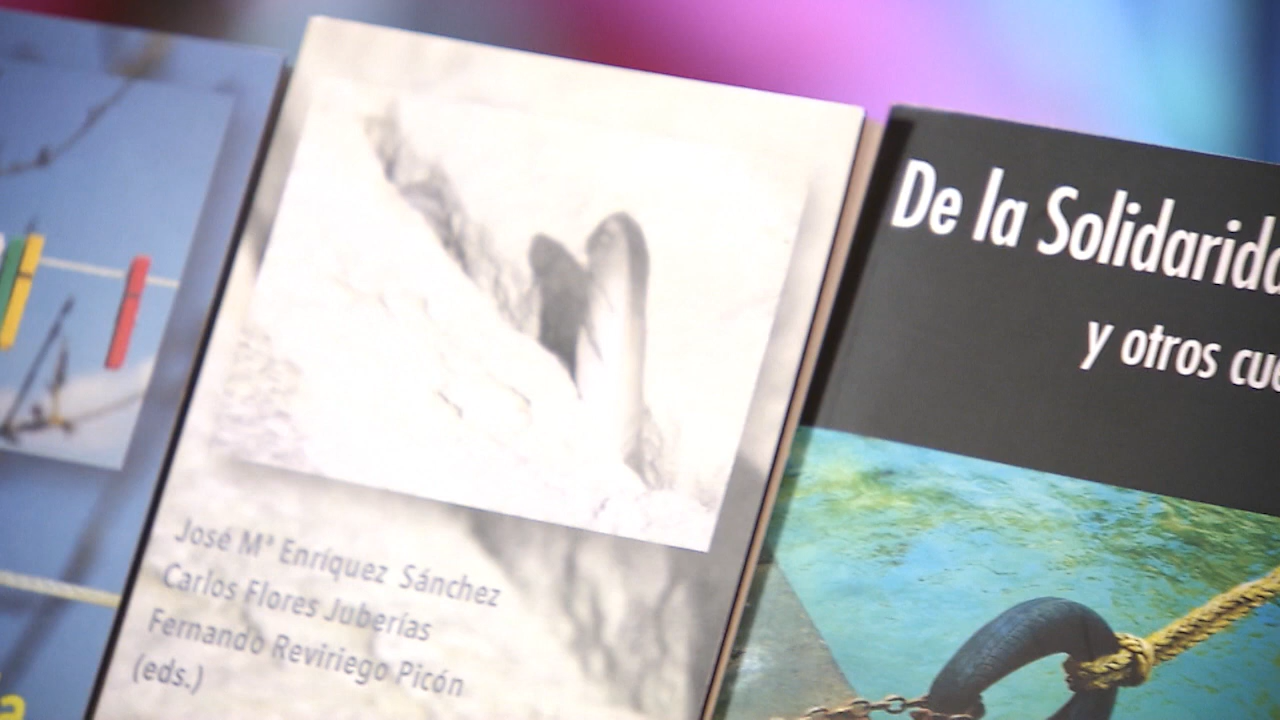 José Mª Enríquez Sánchez
Carlos Flores Juberías
Fernando Reviriego Picón
(eds.)
De la Solidarida
y otros cue
a